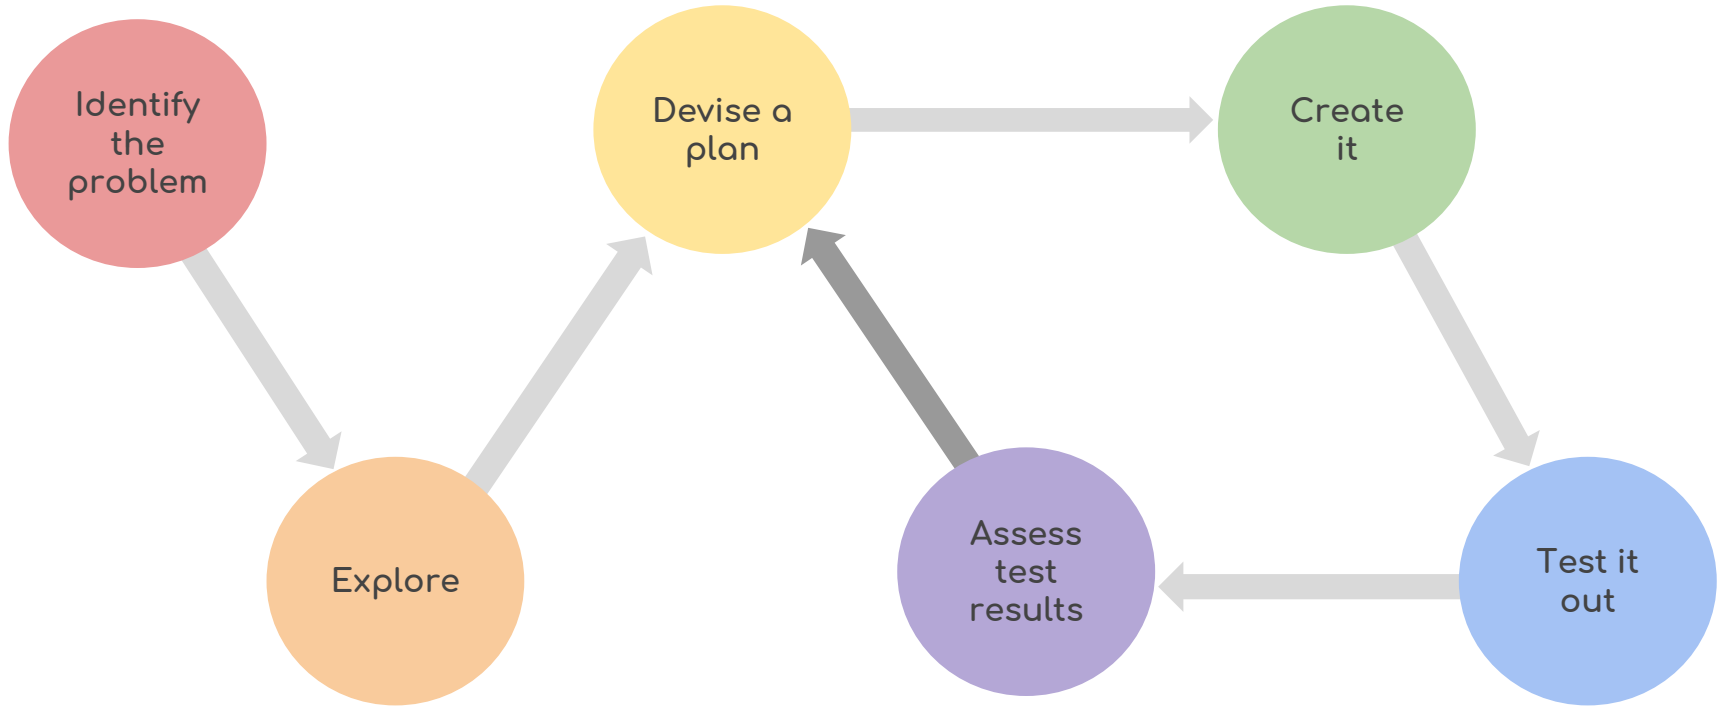 Identify
the
problem
Explore
Devise a
plan
Create
it
Test it
out
Assess
test
results